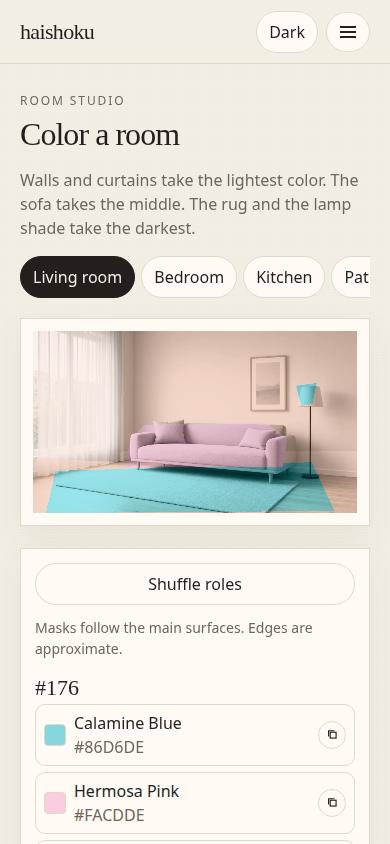 haishoku
Dark
ROOM STUDIO
Color a room
Walls and curtains take the lightest color. The
sofa takes the middle. The rug and the lamp
shade take the darkest.
Living room
Bedroom
Kitchen
Pat
Shuffle roles
Masks follow the main surfaces. Edges are
approximate.
#176
Calamine Blue
#86D6DE
Hermosa Pink
#FACDDE